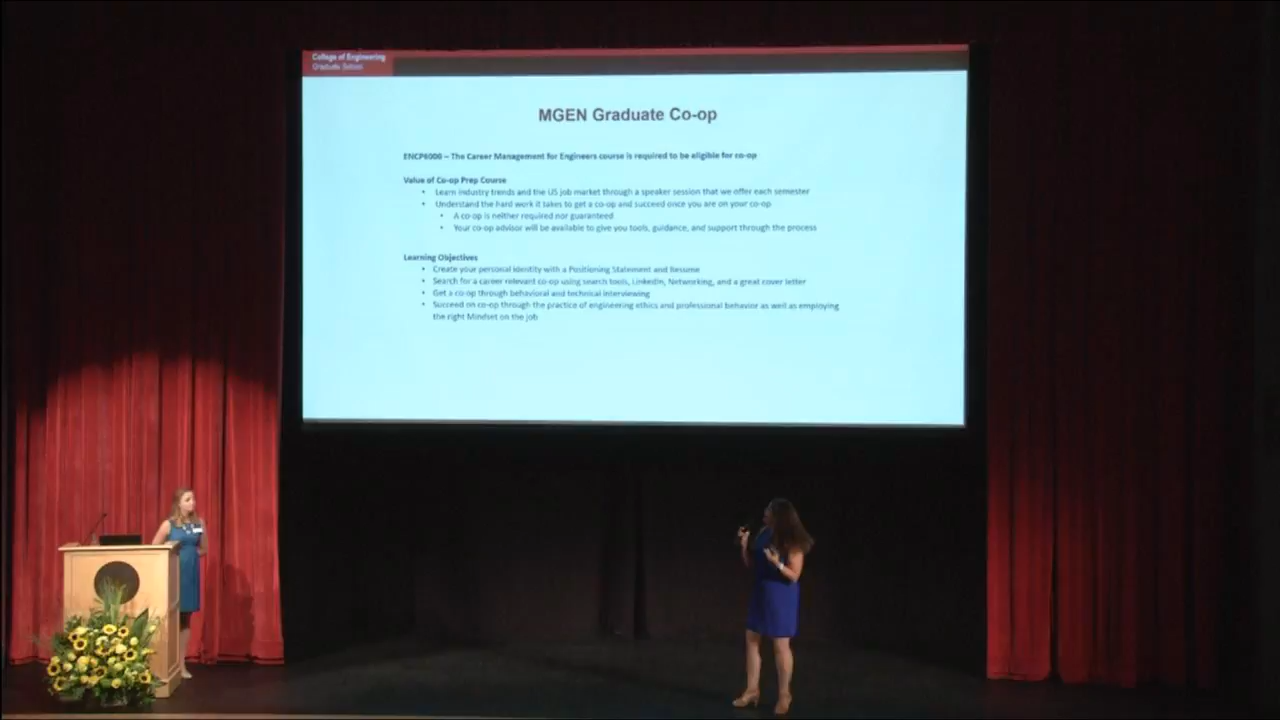 College of Engineering
Graduate School
MGEN Graduate Co-op
ENCP6000 – The Career Management for Engineers course is required to be eligible for co-op
Value of Co-op Prep Course
• Learn industry trends and the US job market through a speaker session that we offer each semester
• Understand the hard work it takes to get a co-op and succeed once you are on your co-op
• A co-op is neither required nor guaranteed
• Your co-op advisor will be available to give you tools, guidance, and support through the process
Learning Objectives
• Create your personal identity with a Positioning Statement and Resume
• Search for a career relevant co-op using search tools, LinkedIn, Networking, and a great cover letter
• Get a co-op through behavioral and technical interviewing
• Succeed on co-op through the practice of engineering ethics and professional behavior as well as employing
the right Mindset on the job